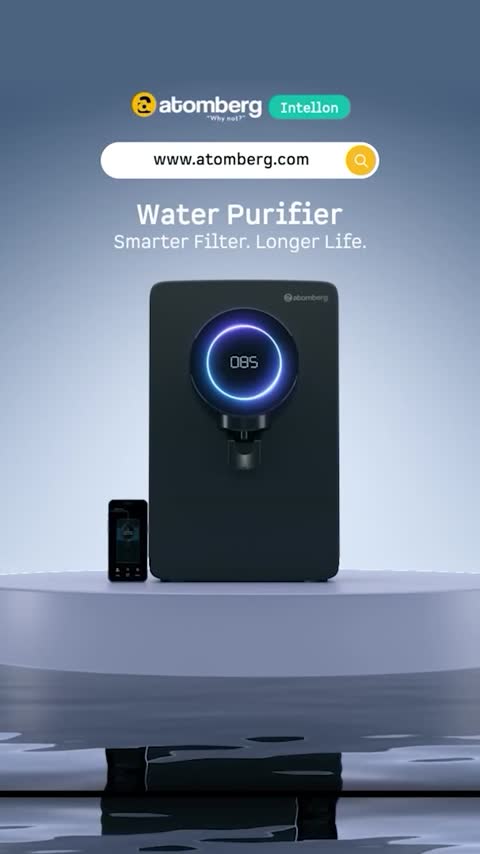 atomberg
"Why not?"
Intellon
www.atomberg.com
Water Purifier
Smarter Filter. Longer Life.
atomberg
085